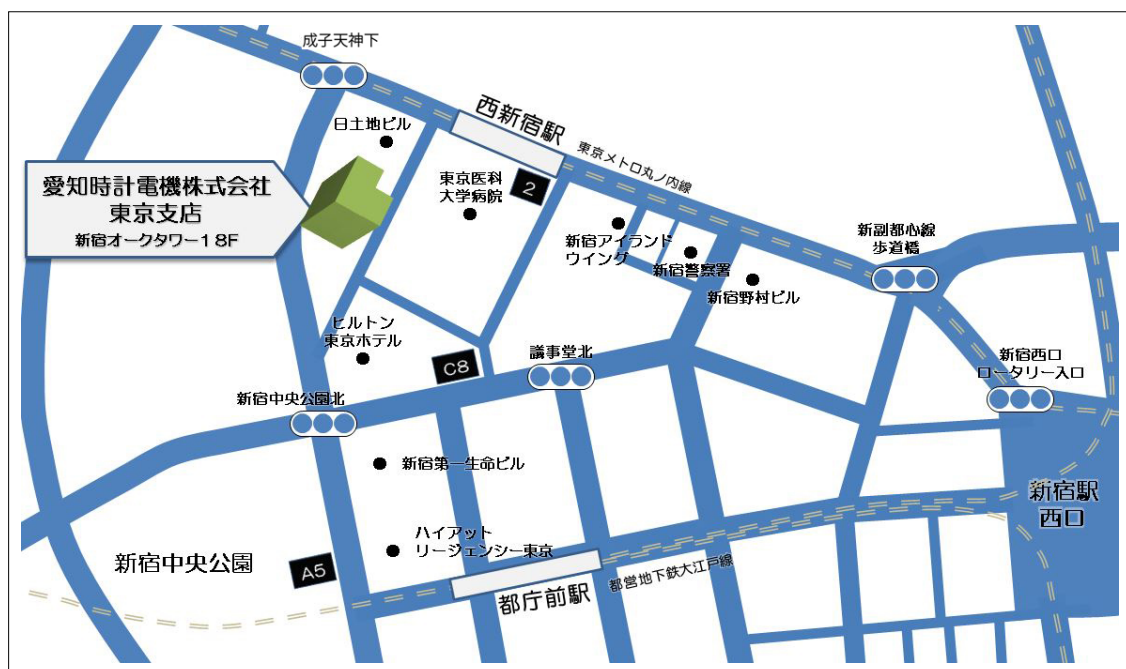 成子天神下
日土地ビル
西新宿駅
東京メトロ丸ノ内線
愛知時計電機株式会社
東京支店
新宿オークタワー18F
東京医科
大学病院
2
新宿アイランド
ウイング
新宿警察署
新宿野村ビル
新副都心線
歩道橋
ヒルトン
東京ホテル
C8
議事堂北
新宿西口
ロータリー入口
新宿中央公園北
新宿第一生命ビル
新宿駅
西口
ハイアット
リージェンシー東京
新宿中央公園
A5
都庁前駅
都営地下鉄大江戸線